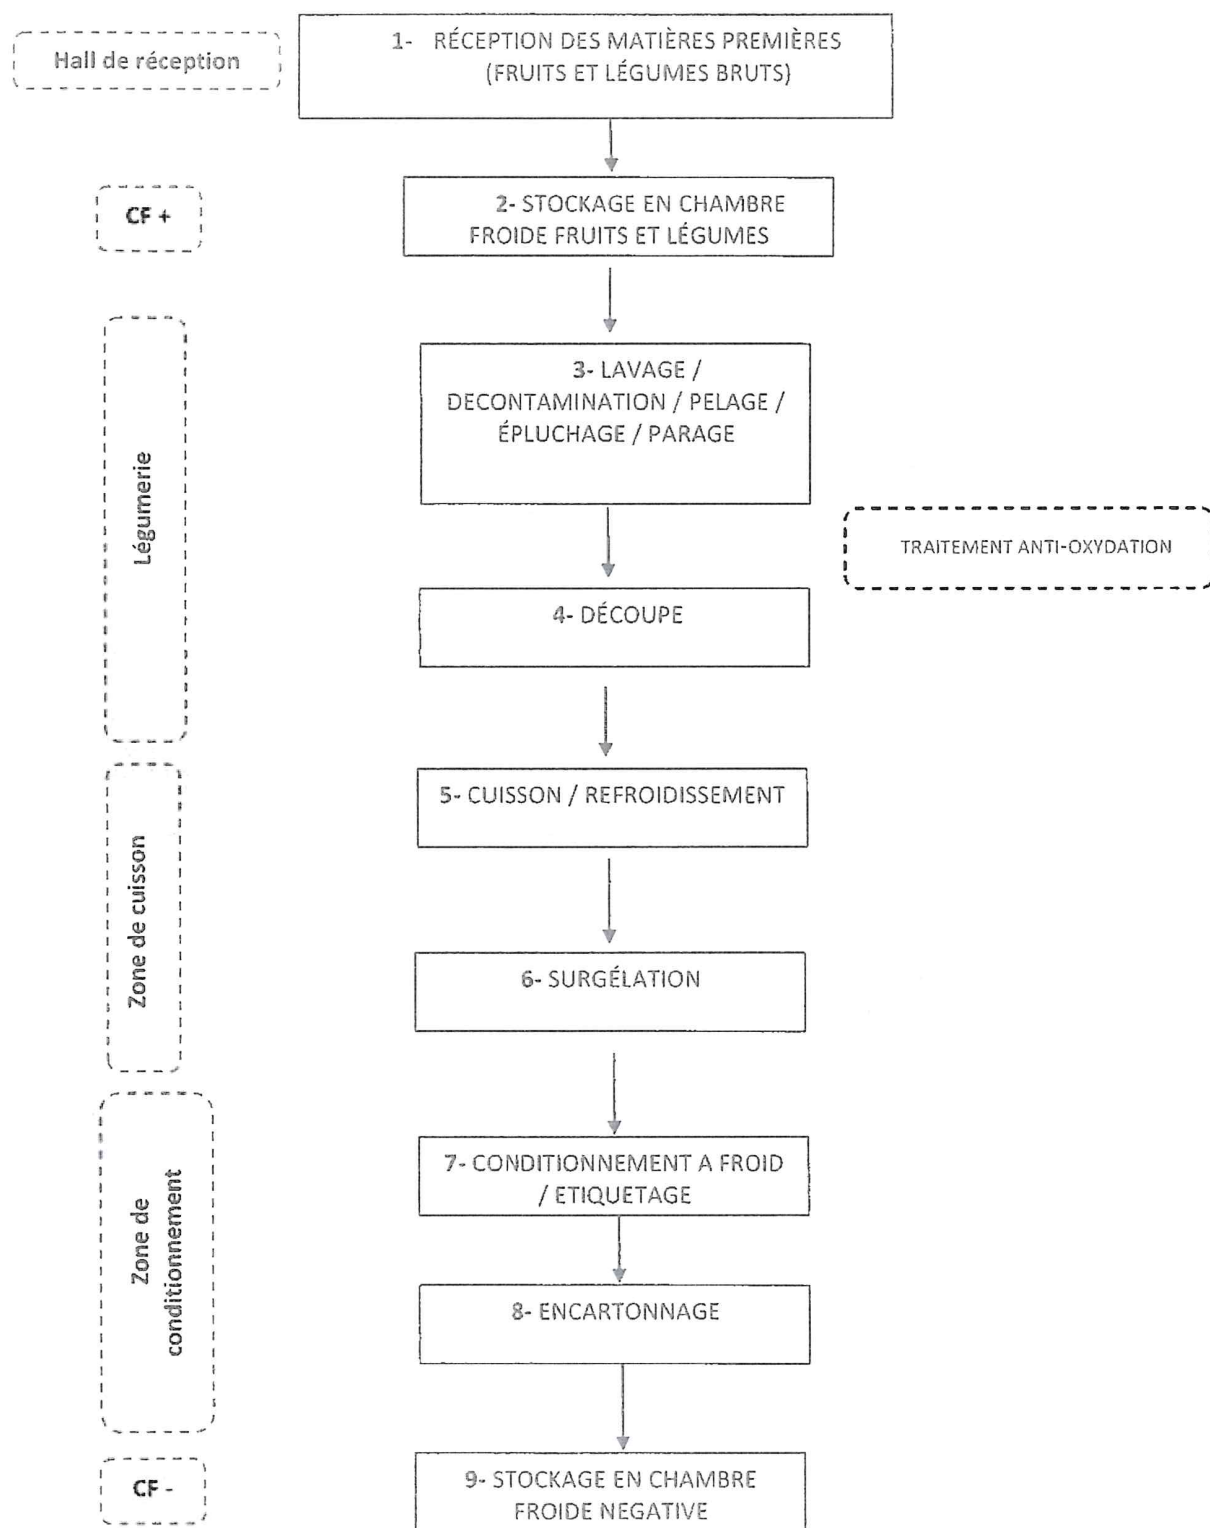 Hall de réception
1- RÉCEPTION DES MATIÈRES PREMIÈRES
(FRUITS ET LÉGUMES BRUTS)
CF +
2- STOCKAGE EN CHAMBRE
FROIDE FRUITS ET LÉGUMES
Légumerie
3- LAVAGE /
DECONTAMINATION / PELAGE /
ÉPLUCHAGE / PARAGE
TRAITEMENT ANTI-OXYDATION
4- DÉCOUPE
Zone de cuisson
5- CUISSON / REFROIDISSEMENT
6- SURGÉLATION
Zone de
conditionnement
7- CONDITIONNEMENT A FROID
/ ETIQUETAGE
8- ENCARTONNAGE
CF -
9- STOCKAGE EN CHAMBRE
FROIDE NEGATIVE